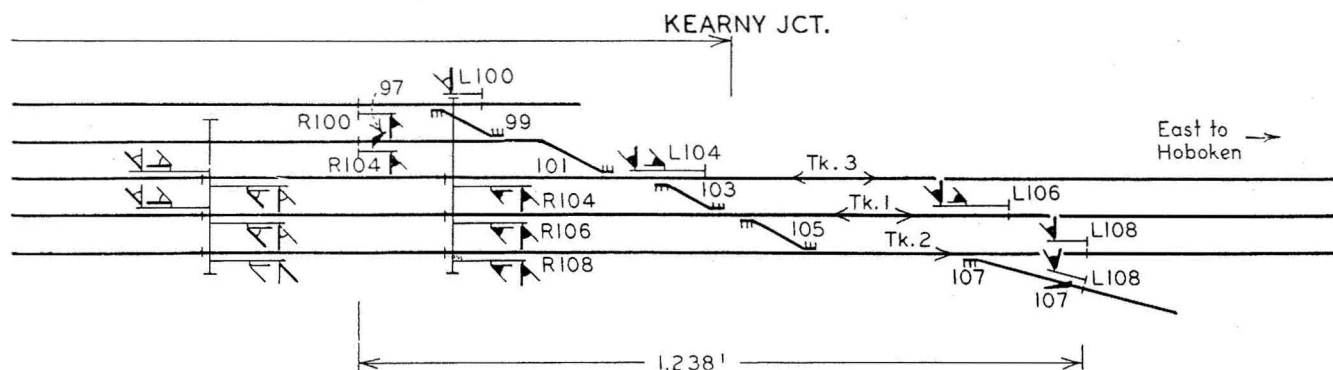 KEARNY JCT.
97
L100
R100
99
East to
Hoboken
R104
101
L104
Tk. 3
103
L106
R104
Tk. 1
R106
105
L108
Tk. 2
R108
107
L108
107
1,238'